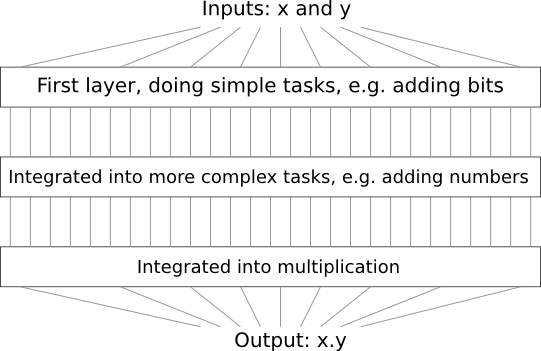 Inputs: x and y
First layer, doing simple tasks, e.g. adding bits
Integrated into more complex tasks, e.g. adding numbers
Integrated into multiplication
Output: x.y